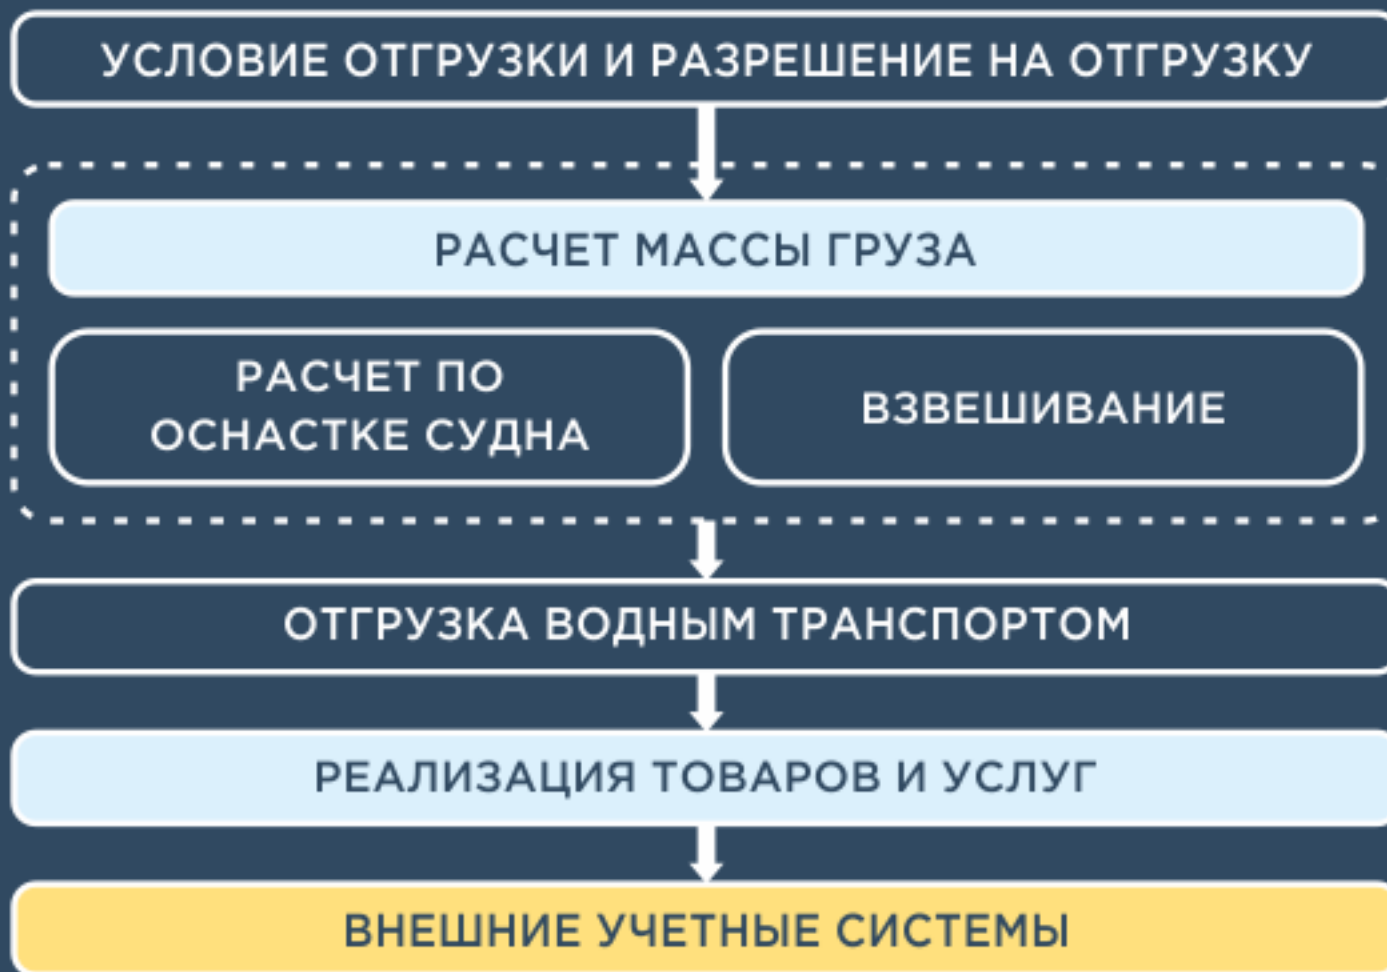 УСЛОВИЕ ОТГРУЗКИ И РАЗРЕШЕНИЕ НА ОТГРУЗКУ
РАСЧЕТ МАССЫ ГРУЗА
РАСЧЕТ ПО
ОСНАСТКЕ СУДНА
ВЗВЕШИВАНИЕ
ОТГРУЗКА ВОДНЫМ ТРАНСПОРТОМ
РЕАЛИЗАЦИЯ ТОВАРОВ И УСЛУГ
ВНЕШНИЕ УЧЕТНЫЕ СИСТЕМЫ